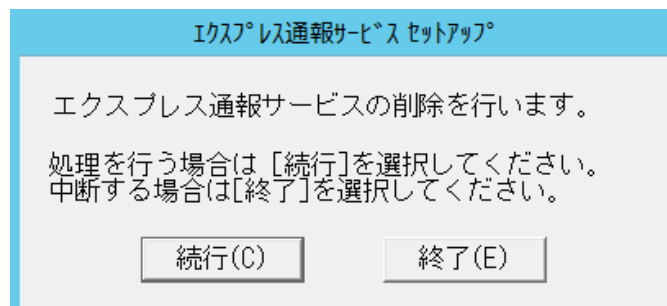 ｴｸｽﾌﾟﾚｽ通報ｻｰﾋﾞｽ ｾｯﾄｱｯﾌﾟ
エクスプレス通報サービスの削除を行います。
処理を行う場合は [続行]を選択してください。
中断する場合は[終了]を選択してください。
続行(C)
終了(E)